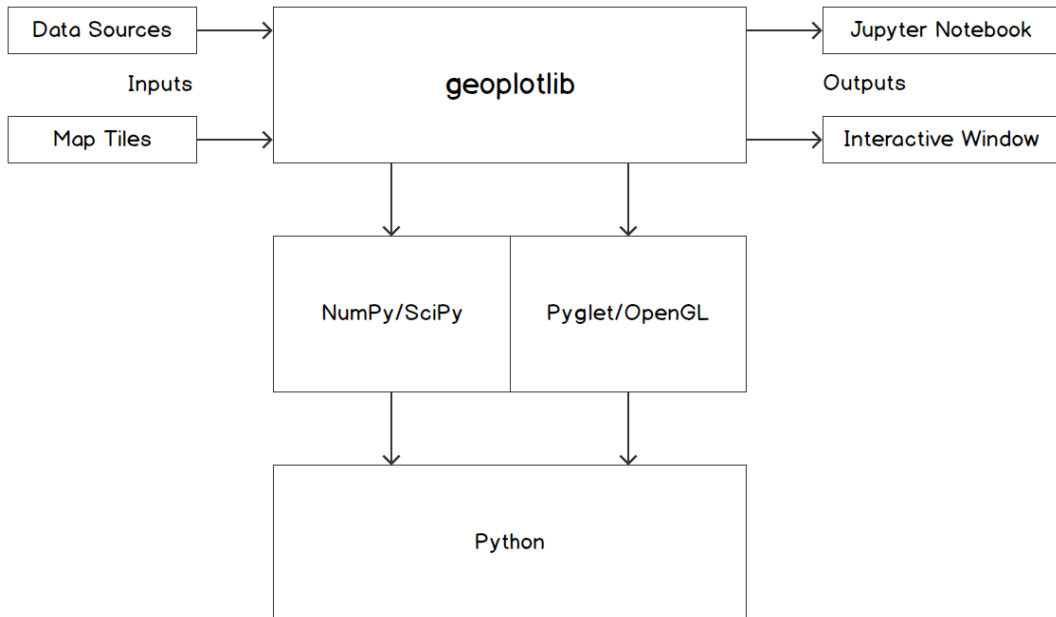 Data Sources
Jupyter Notebook
Inputs
geoplotlib
Outputs
Map Tiles
Interactive Window
NumPy/SciPy
Pyglet/OpenGL
Python